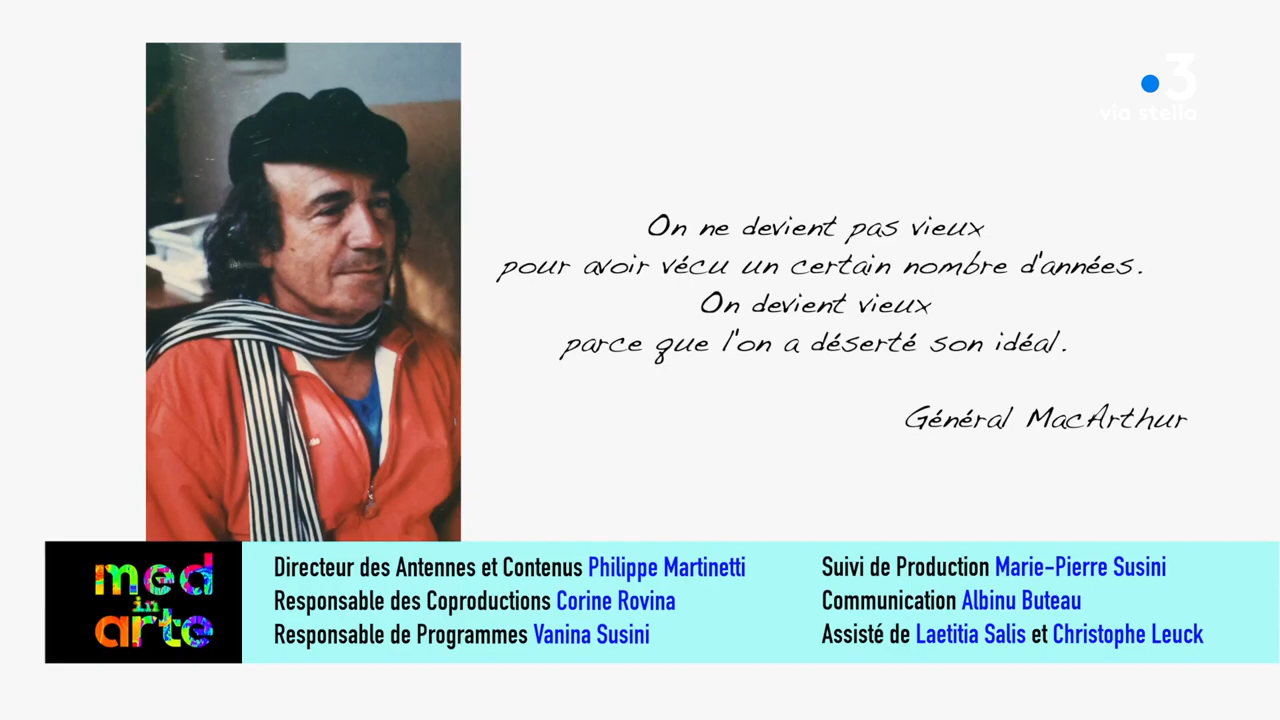 3
via stella
On ne devient pas vieux
pour avoir vécu un certain nombre d'années.
On devient vieux
parce que l'on a déserté son idéal.
Général MacArthur
med
in
arte
Directeur des Antennes et Contenus Philippe Martinetti
Responsable des Coproductions Corine Rovina
Responsable de Programmes Vanina Susini
Suivi de Production Marie-Pierre Susini
Communication Albinu Buteau
Assisté de Laetitia Salis et Christophe Leuck